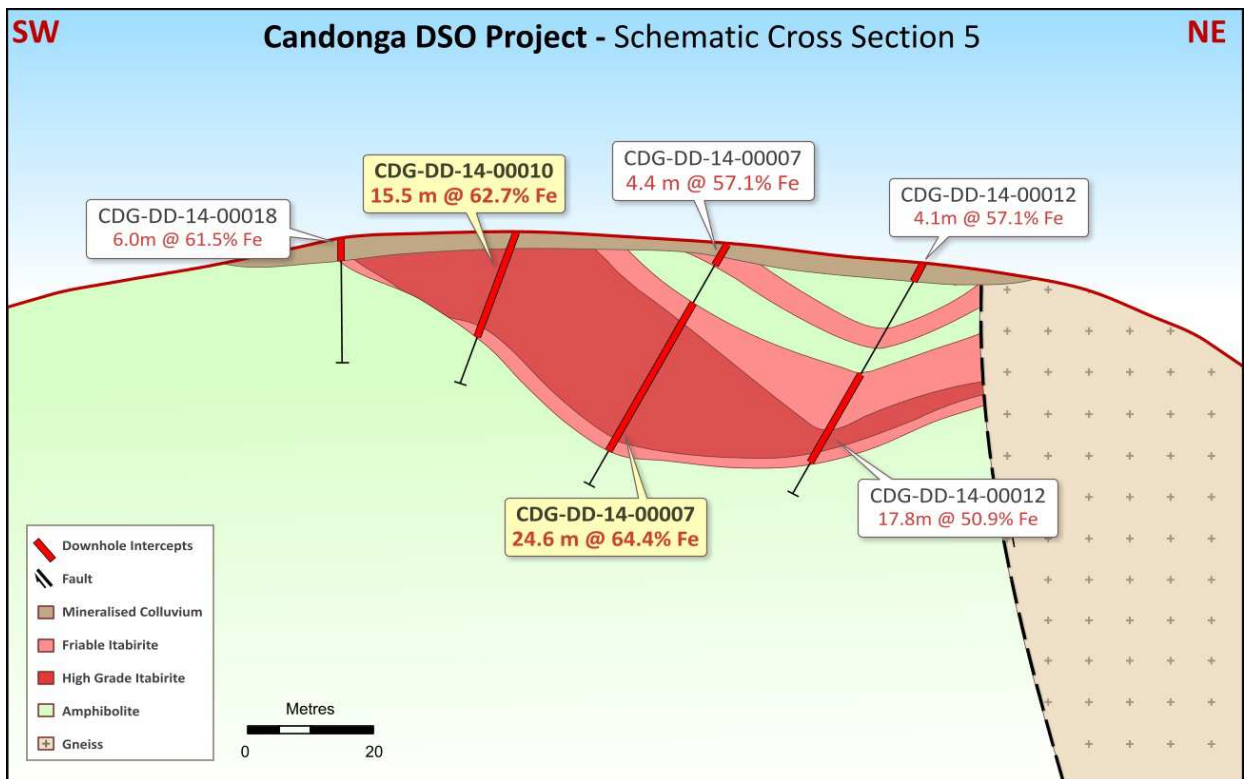 SW
Candonga DSO Project - Schematic Cross Section 5
NE
CDG-DD-14-00018
6.0m @ 61.5% Fe
CDG-DD-14-00010
15.5 m @ 62.7% Fe
CDG-DD-14-00007
4.4 m @ 57.1% Fe
CDG-DD-14-00012
4.1m @ 57.1% Fe
CDG-DD-14-00007
24.6 m @ 64.4% Fe
CDG-DD-14-00012
17.8m @ 50.9% Fe
Downhole Intercepts
Fault
Mineralised Colluvium
Friable Itabirite
High Grade Itabirite
Amphibolite
Gneiss
Metres
0 20